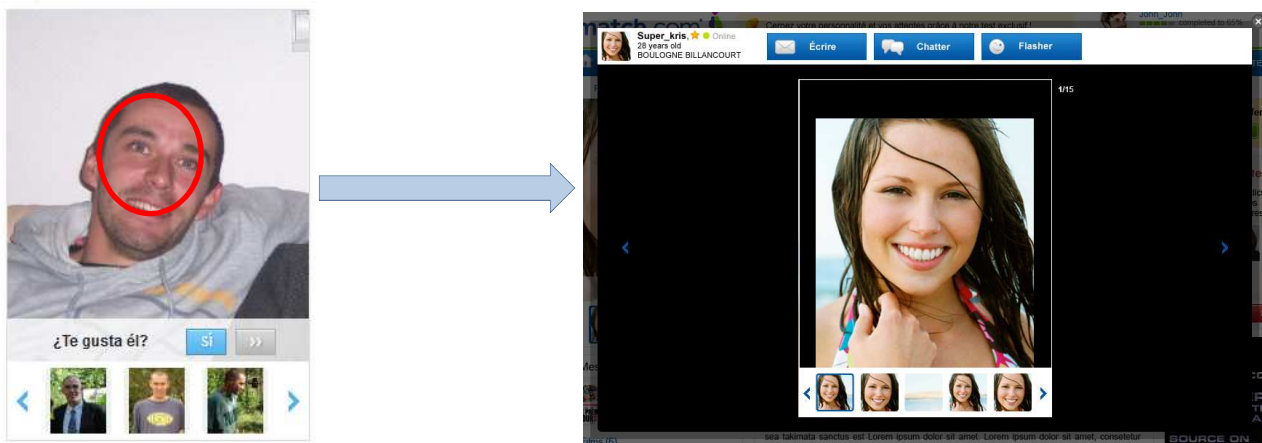 ¿Te gusta él?
sí
»
match.com
Cernez votre personnalité et vos attentes grâce à notre test exclusif !
John_John
completed to 65%
Super_kris,
Online
28 years old
BOULOGNE BILLANCOURT
Écrire
Chatter
Flasher
1/15
films (6)
sea takimata sanctus est Lorem ipsum dolor sit amet. Lorem ipsum dolor sit amet, consetetur
SOURCE ON